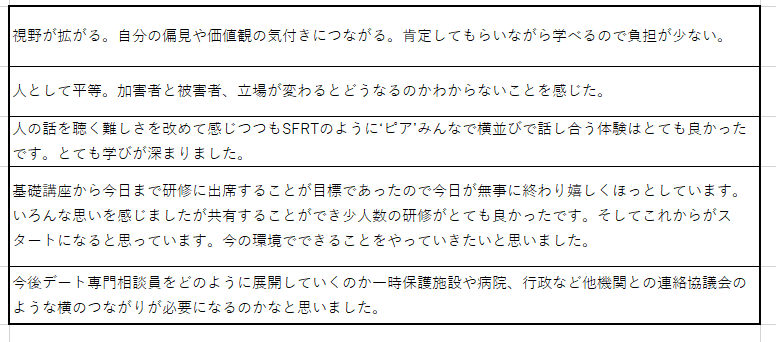 視野が拡がる。自分の偏見や価値観の気付きにつながる。肯定してもらいながら学べるので負担が少ない。
人として平等。加害者と被害者、立場が変わるとどうなるのかわからないことを感じた。
人の話を聴く難しさを改めて感じつつもSFRTのように‘ピア’みんなで横並びで話し合う体験はとても良かった
です。とても学びが深まりました。
基礎講座から今日まで研修に出席することが目標であったので今日が無事に終わり嬉しくほっとしています。
いろんな思いを感じましたが共有することができ少人数の研修がとても良かったです。そしてこれからがス
タートになると思っています。今の環境でできることをやっていきたいと思いました。
今後デート専門相談員をどのように展開していくのか一時保護施設や病院、行政など他機関との連絡協議会の
ような横のつながりが必要になるのかなと思いました。